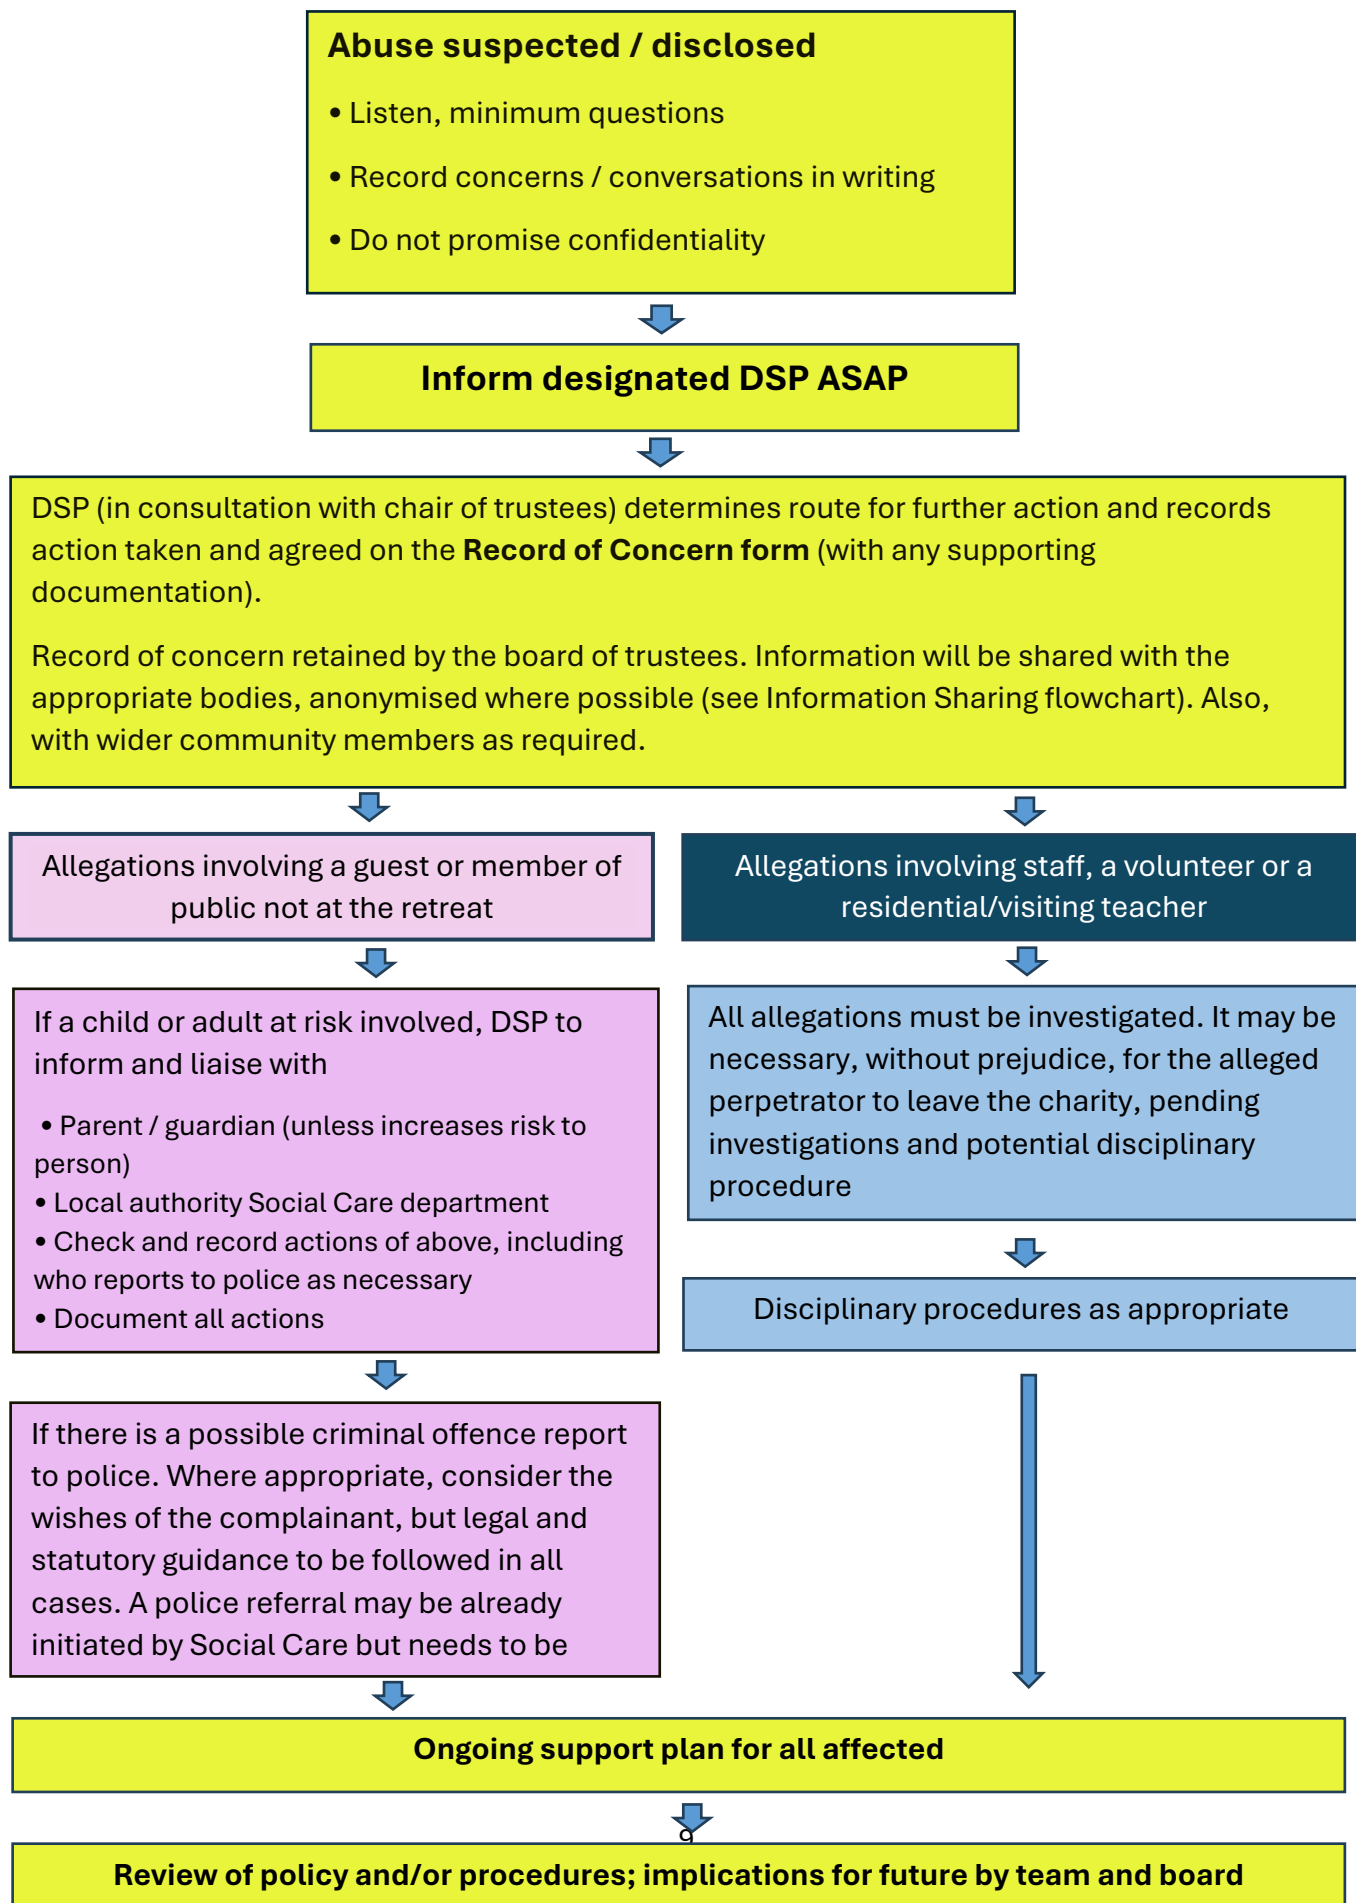 Abuse suspected / disclosed
• Listen, minimum questions
• Record concerns / conversations in writing
• Do not promise confidentiality
Inform designated DSP ASAP
DSP (in consultation with chair of trustees) determines route for further action and records
action taken and agreed on the Record of Concern form (with any supporting
documentation).
Record of concern retained by the board of trustees. Information will be shared with the
appropriate bodies, anonymised where possible (see Information Sharing flowchart). Also,
with wider community members as required.
Allegations involving a guest or member of
public not at the retreat
If a child or adult at risk involved, DSP to
inform and liaise with
• Parent / guardian (unless increases risk to
person)
• Local authority Social Care department
• Check and record actions of above, including
who reports to police as necessary
• Document all actions
If there is a possible criminal offence report
to police. Where appropriate, consider the
wishes of the complainant, but legal and
statutory guidance to be followed in all
cases. A police referral may be already
initiated by Social Care but needs to be
Allegations involving staff, a volunteer or a
residential/visiting teacher
All allegations must be investigated. It may be
necessary, without prejudice, for the alleged
perpetrator to leave the charity, pending
investigations and potential disciplinary
procedure
Disciplinary procedures as appropriate
Ongoing support plan for all affected
9
Review of policy and/or procedures; implications for future by team and board